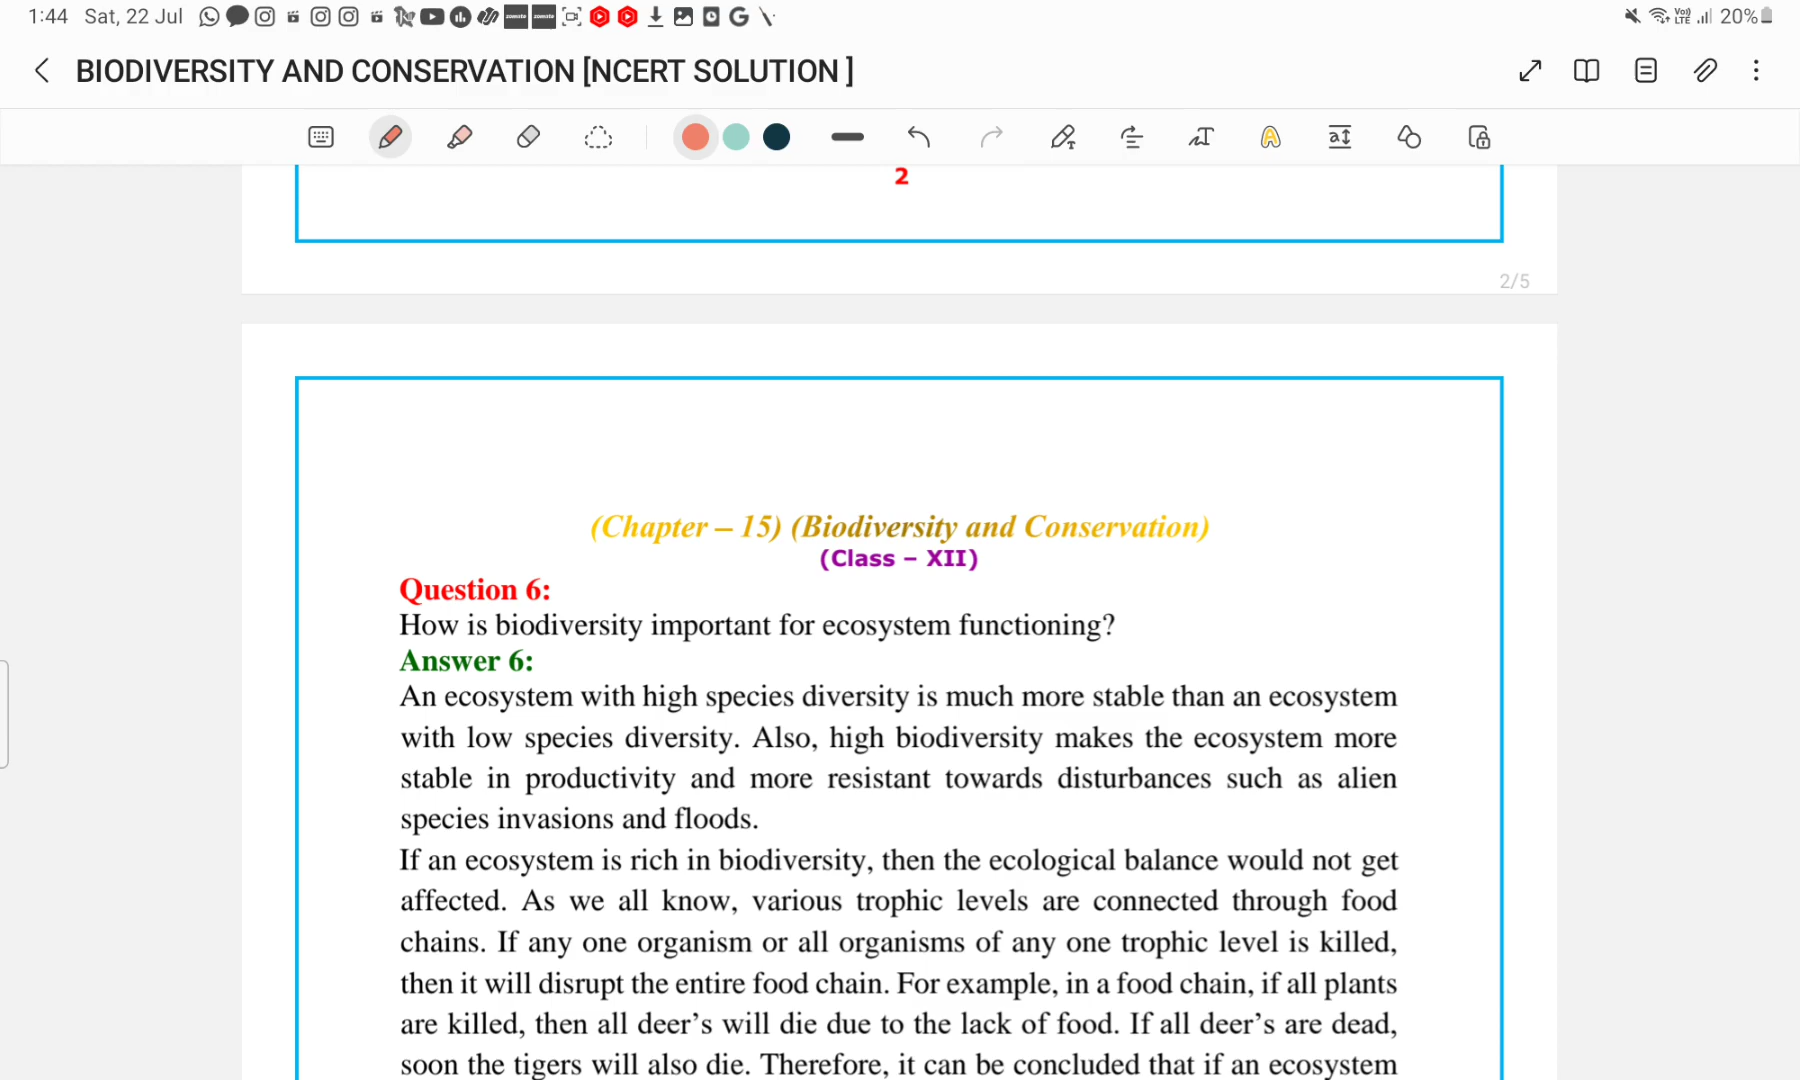 1:44 Sat, 22 Jul 20%
BIODIVERSITY AND CONSERVATION [NCERT SOLUTION ]
2
2/5
(Chapter – 15) (Biodiversity and Conservation)
(Class – XII)
Question 6:
How is biodiversity important for ecosystem functioning?
Answer 6:
An ecosystem with high species diversity is much more stable than an ecosystem
with low species diversity. Also, high biodiversity makes the ecosystem more
stable in productivity and more resistant towards disturbances such as alien
species invasions and floods.
If an ecosystem is rich in biodiversity, then the ecological balance would not get
affected. As we all know, various trophic levels are connected through food
chains. If any one organism or all organisms of any one trophic level is killed,
then it will disrupt the entire food chain. For example, in a food chain, if all plants
are killed, then all deer’s will die due to the lack of food. If all deer’s are dead,
soon the tigers will also die. Therefore, it can be concluded that if an ecosystem